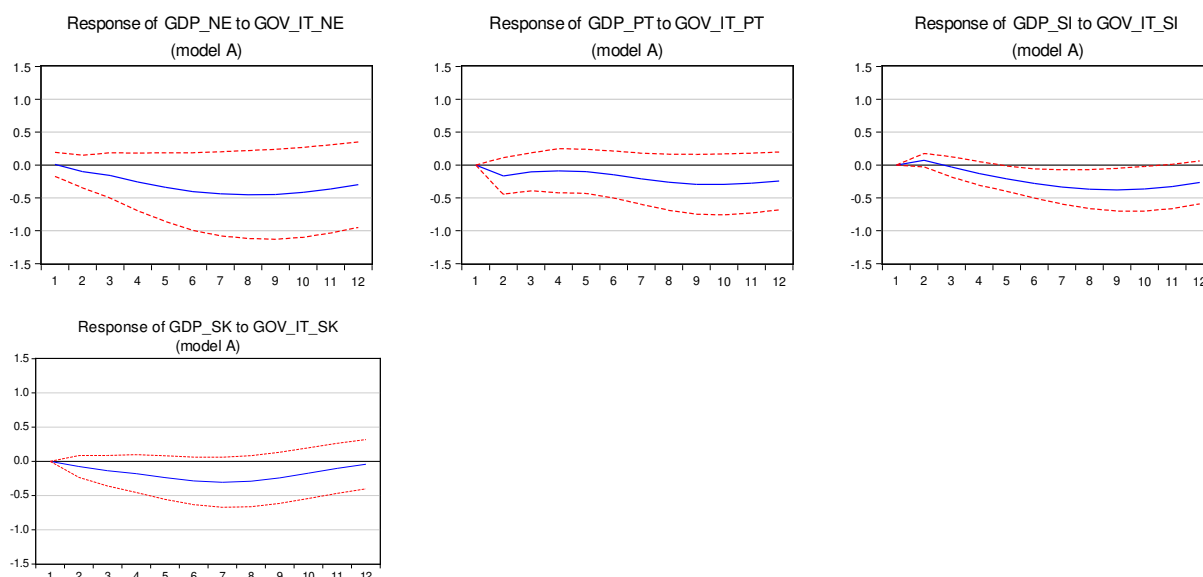 Response of GDP_NE to GOV_IT_NE
(model A)
1.5
1.0
0.5
0.0
-0.5
-1.0
-1.5
1 2 3 4 5 6 7 8 9 10 11 12
Response of GDP_PT to GOV_IT_PT
(model A)
1.5
1.0
0.5
0.0
-0.5
-1.0
-1.5
1 2 3 4 5 6 7 8 9 10 11 12
Response of GDP_SI to GOV_IT_SI
(model A)
1.5
1.0
0.5
0.0
-0.5
-1.0
-1.5
1 2 3 4 5 6 7 8 9 10 11 12
Response of GDP_SK to GOV_IT_SK
(model A)
1.5
1.0
0.5
0.0
-0.5
-1.0
-1.5
1 2 3 4 5 6 7 8 9 10 11 12